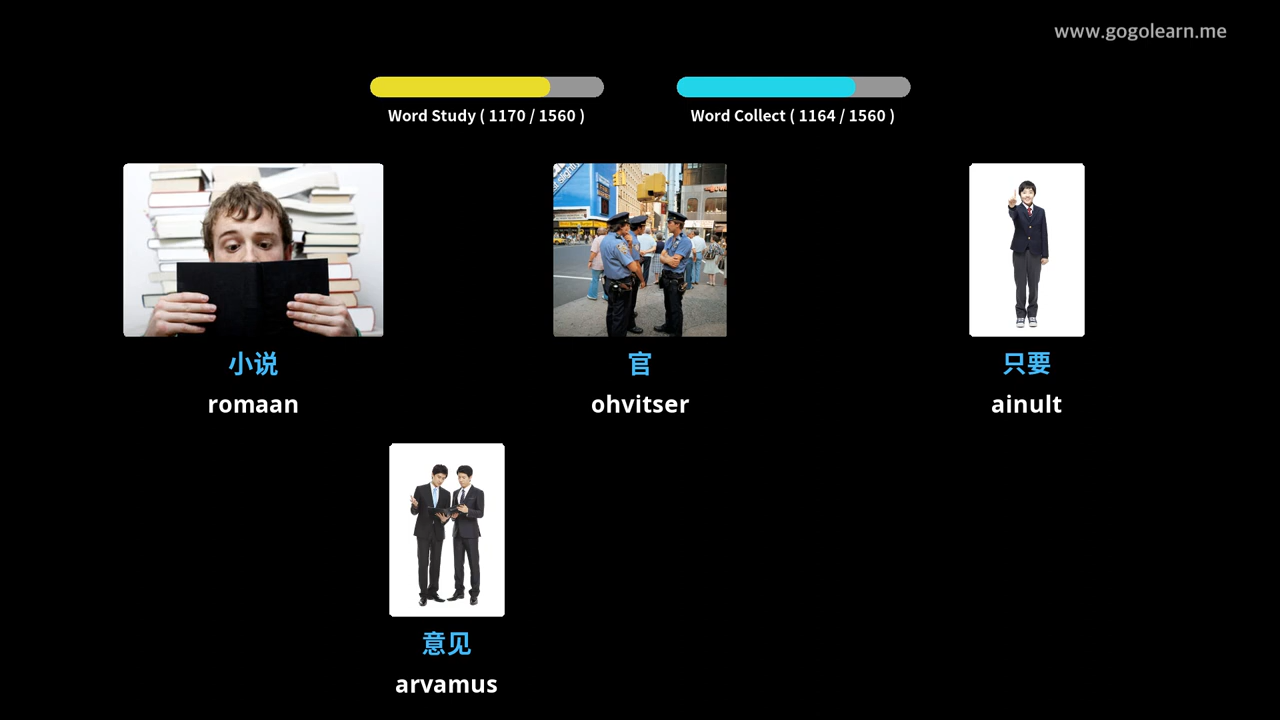 www.gogolearn.me
Word Study ( 1170 / 1560 )
Word Collect ( 1164 / 1560 )
小说
官
只要
romaan
ohvitser
ainult
意见
arvamus